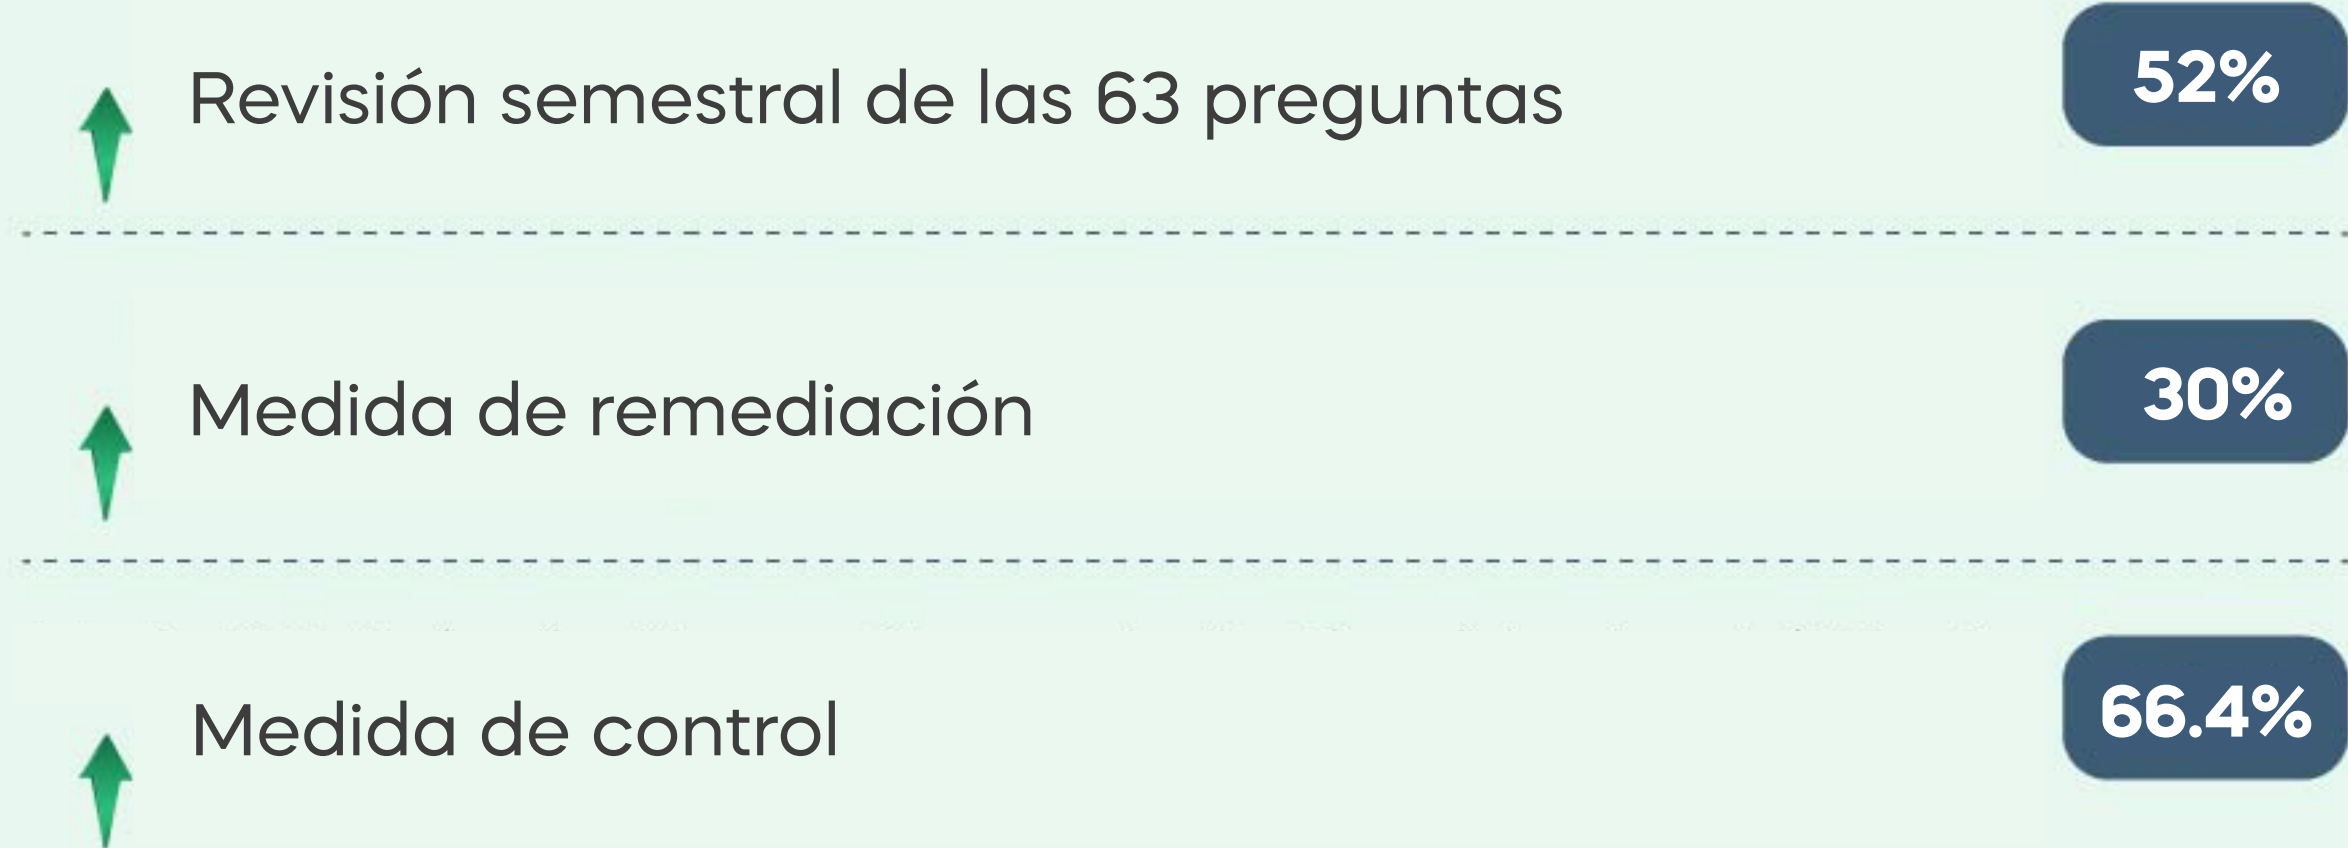 Revisión semestral de las 63 preguntas 52%
Medida de remediación 30%
Medida de control 66.4%